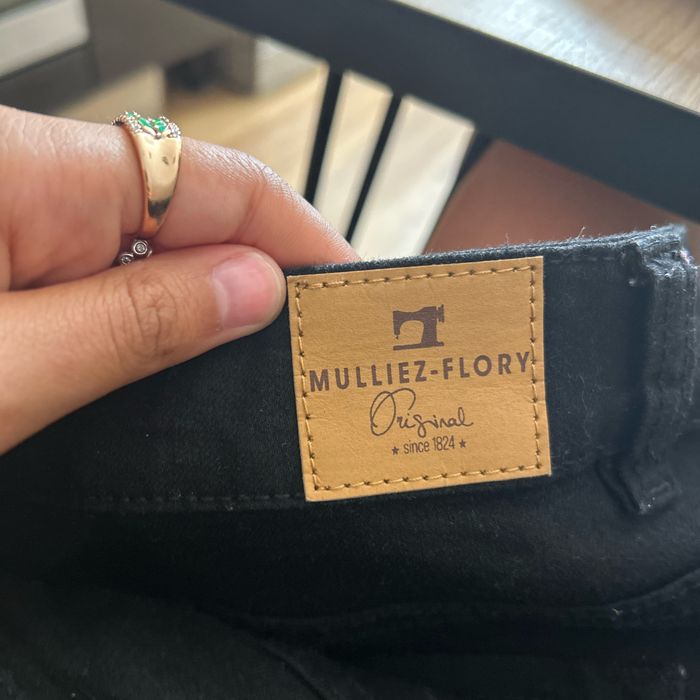 MULLIEZ-FLORY
Original
★ since 1824 ★